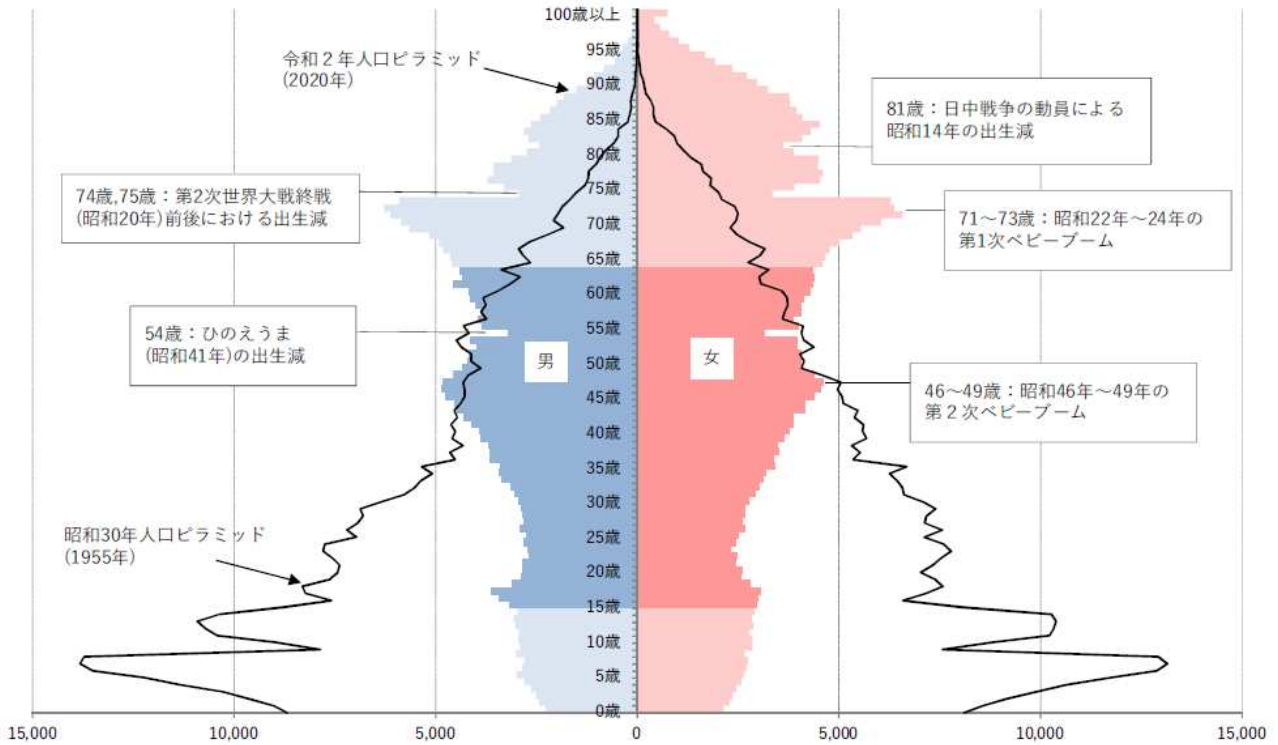 100歳以上
95歳
90歳
85歳
80歳
75歳
70歳
65歳
60歳
55歳
50歳
45歳
40歳
35歳
30歳
25歳
20歳
15歳
10歳
5歳
0歳
令和2年人口ピラミッド
(2020年)
81歳：日中戦争の動員による
昭和14年の出生減
74歳,75歳：第2次世界大戦終戦
(昭和20年)前後における出生減
71～73歳：昭和22年～24年の
第1次ベビーブーム
54歳：ひのえうま
(昭和41年)の出生減
男
女
46～49歳：昭和46年～49年の
第２次ベビーブーム
昭和30年人口ピラミッド
(1955年)
15,000
10,000
5,000
0
5,000
10,000
15,000